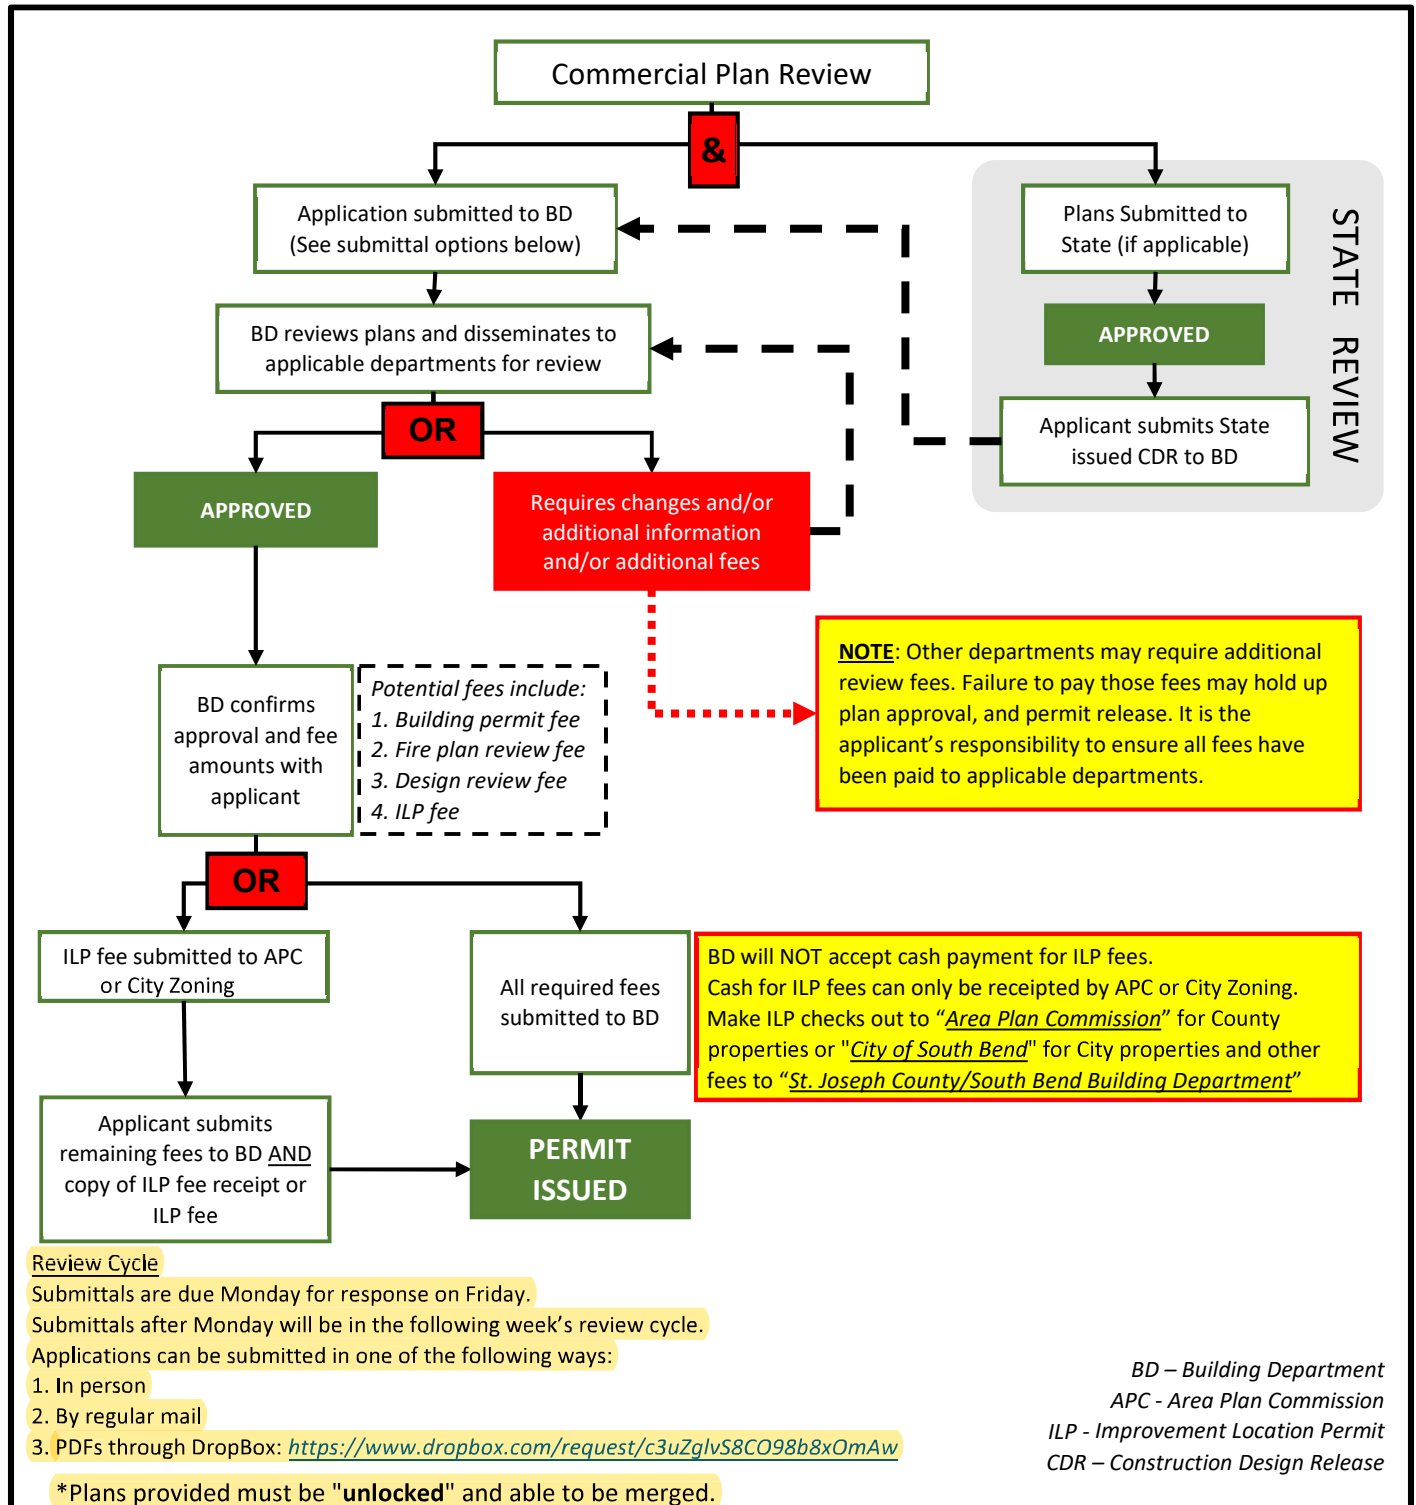 Commercial Plan Review
&
Application submitted to BD
(See submittal options below)
Plans Submitted to
State (if applicable)
STATE REVIEW
APPROVED
BD reviews plans and disseminates to
applicable departments for review
Applicant submits State
issued CDR to BD
OR
APPROVED
Requires changes and/or
additional information
and/or additional fees
NOTE: Other departments may require additional
review fees. Failure to pay those fees may hold up
plan approval, and permit release. It is the
applicant’s responsibility to ensure all fees have
been paid to applicable departments.
BD confirms
approval and fee
amounts with
applicant
Potential fees include:
1. Building permit fee
2. Fire plan review fee
3. Design review fee
4. ILP fee
OR
ILP fee submitted to APC
or City Zoning
All required fees
submitted to BD
BD will NOT accept cash payment for ILP fees.
Cash for ILP fees can only be receipted by APC or City Zoning.
Make ILP checks out to “Area Plan Commission” for County
properties or "City of South Bend" for City properties and other
fees to “St. Joseph County/South Bend Building Department”
Applicant submits
remaining fees to BD AND
copy of ILP fee receipt or
ILP fee
PERMIT
ISSUED
Review Cycle
Submittals are due Monday for response on Friday.
Submittals after Monday will be in the following week’s review cycle.
Applications can be submitted in one of the following ways:
1. In person
2. By regular mail
3. PDFs through DropBox: https://www.dropbox.com/request/c3uZglvS8CO98b8xOmAw
*Plans provided must be "unlocked" and able to be merged.
BD – Building Department
APC - Area Plan Commission
ILP - Improvement Location Permit
CDR – Construction Design Release